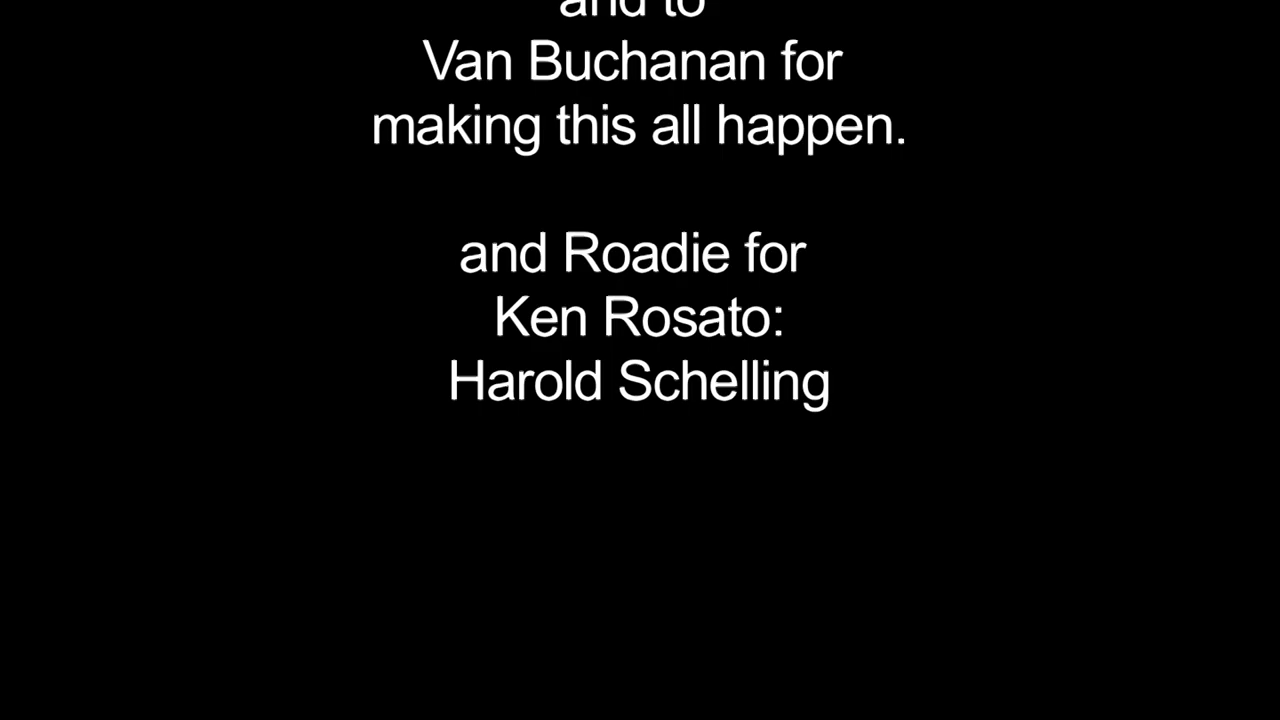 and to
Van Buchanan for
making this all happen.
and Roadie for
Ken Rosato:
Harold Schelling